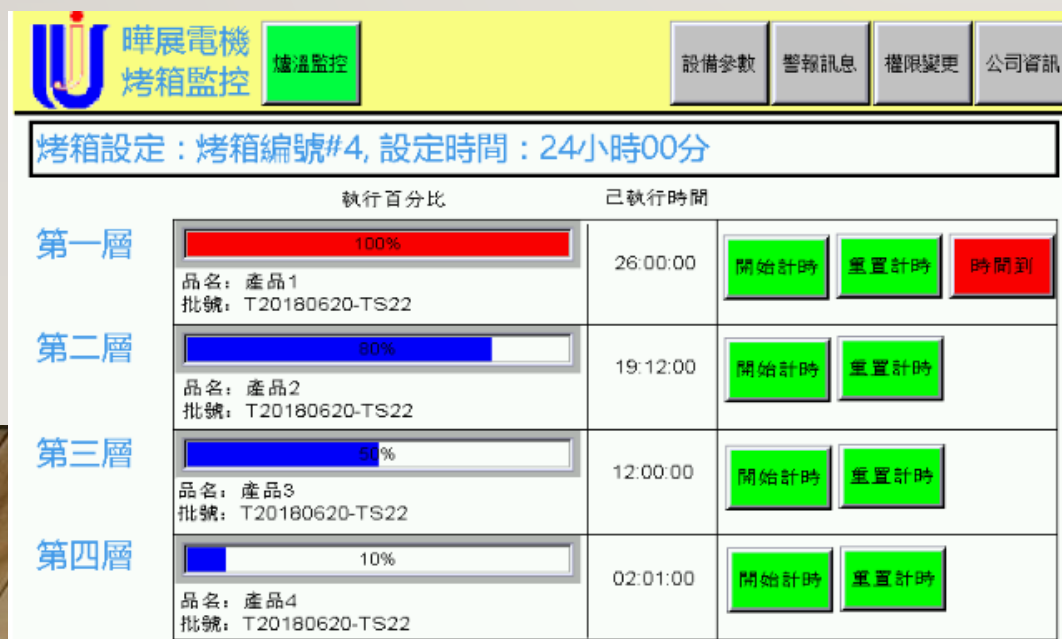 曄展電機
烤箱監控
爐溫監控
設備參數
警報訊息
權限變更
公司資訊
烤箱設定：烤箱編號#4, 設定時間：24小時00分
執行百分比
已執行時間
第一層
100%
品名：產品1
批號：T20180620-TS22
26:00:00
開始計時
重置計時
時間到
第二層
80%
品名：產品2
批號：T20180620-TS22
19:12:00
開始計時
重置計時
第三層
50%
品名：產品3
批號：T20180620-TS22
12:00:00
開始計時
重置計時
第四層
10%
品名：產品4
批號：T20180620-TS22
02:01:00
開始計時
重置計時